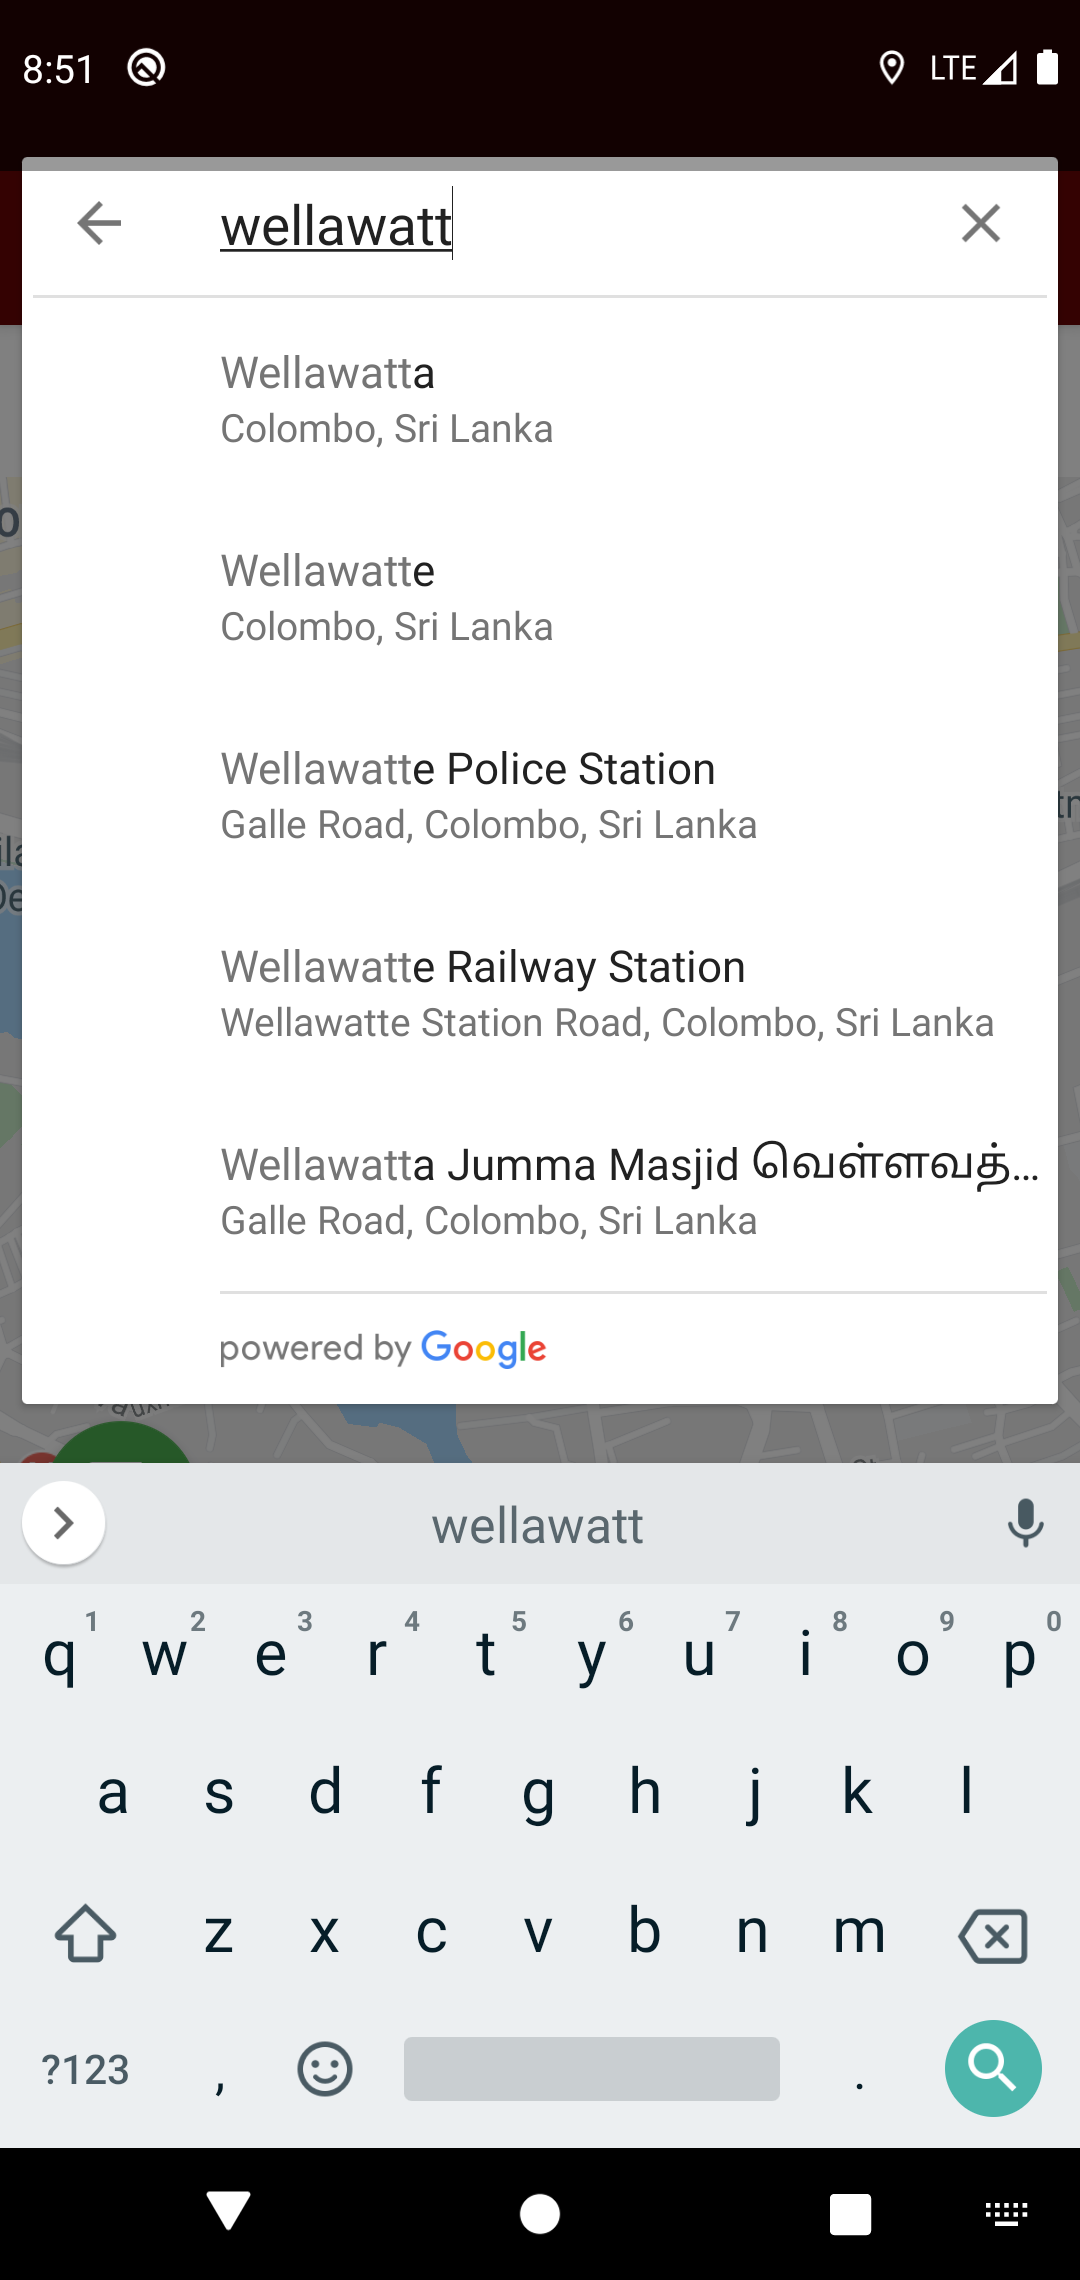 8:51
LTE
wellawatt
Wellawatta
Colombo, Sri Lanka
Wellawatte
Colombo, Sri Lanka
Wellawatte Police Station
Galle Road, Colombo, Sri Lanka
Wellawatte Railway Station
Wellawatte Station Road, Colombo, Sri Lanka
Wellawatta Jumma Masjid வெள்ளவத்...
Galle Road, Colombo, Sri Lanka
powered by Google
wellawatt
1 2 3 4 5 6 7 8 9 0
q w e r t y u i o p
a s d f g h j k l
z x c v b n m
?123 , .